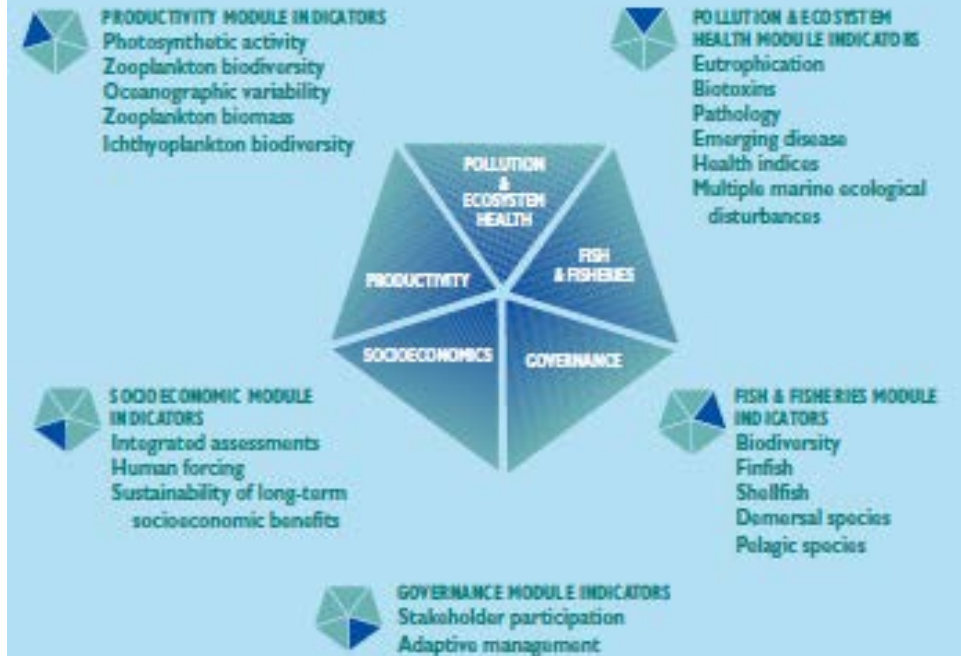 PRODUCTIVITY MODULE INDICATORS
Photosynthetic activity
Zooplankton biodiversity
Oceanographic variability
Zooplankton biomass
Ichthyoplankton biodiversity
POLLUTION & ECOSYSTEM
HEALTH MODULE INDICATORS
Eutrophication
Biotoxins
Pathology
Emerging disease
Health indices
Multiple marine ecological
disturbances
POLLUTION
&
ECOSYSTEM
HEALTH
PRODUCTIVITY
FISH
& FISHERIES
SOCIOECONOMICS
GOVERNANCE
SOCIOECONOMIC MODULE
INDICATORS
Integrated assessments
Human forcing
Sustainability of long-term
socioeconomic benefits
FISH & FISHERIES MODULE
INDICATORS
Biodiversity
Finfish
Shellfish
Demersal species
Pelagic species
GOVERNANCE MODULE INDICATORS
Stakeholder participation
Adaptive management